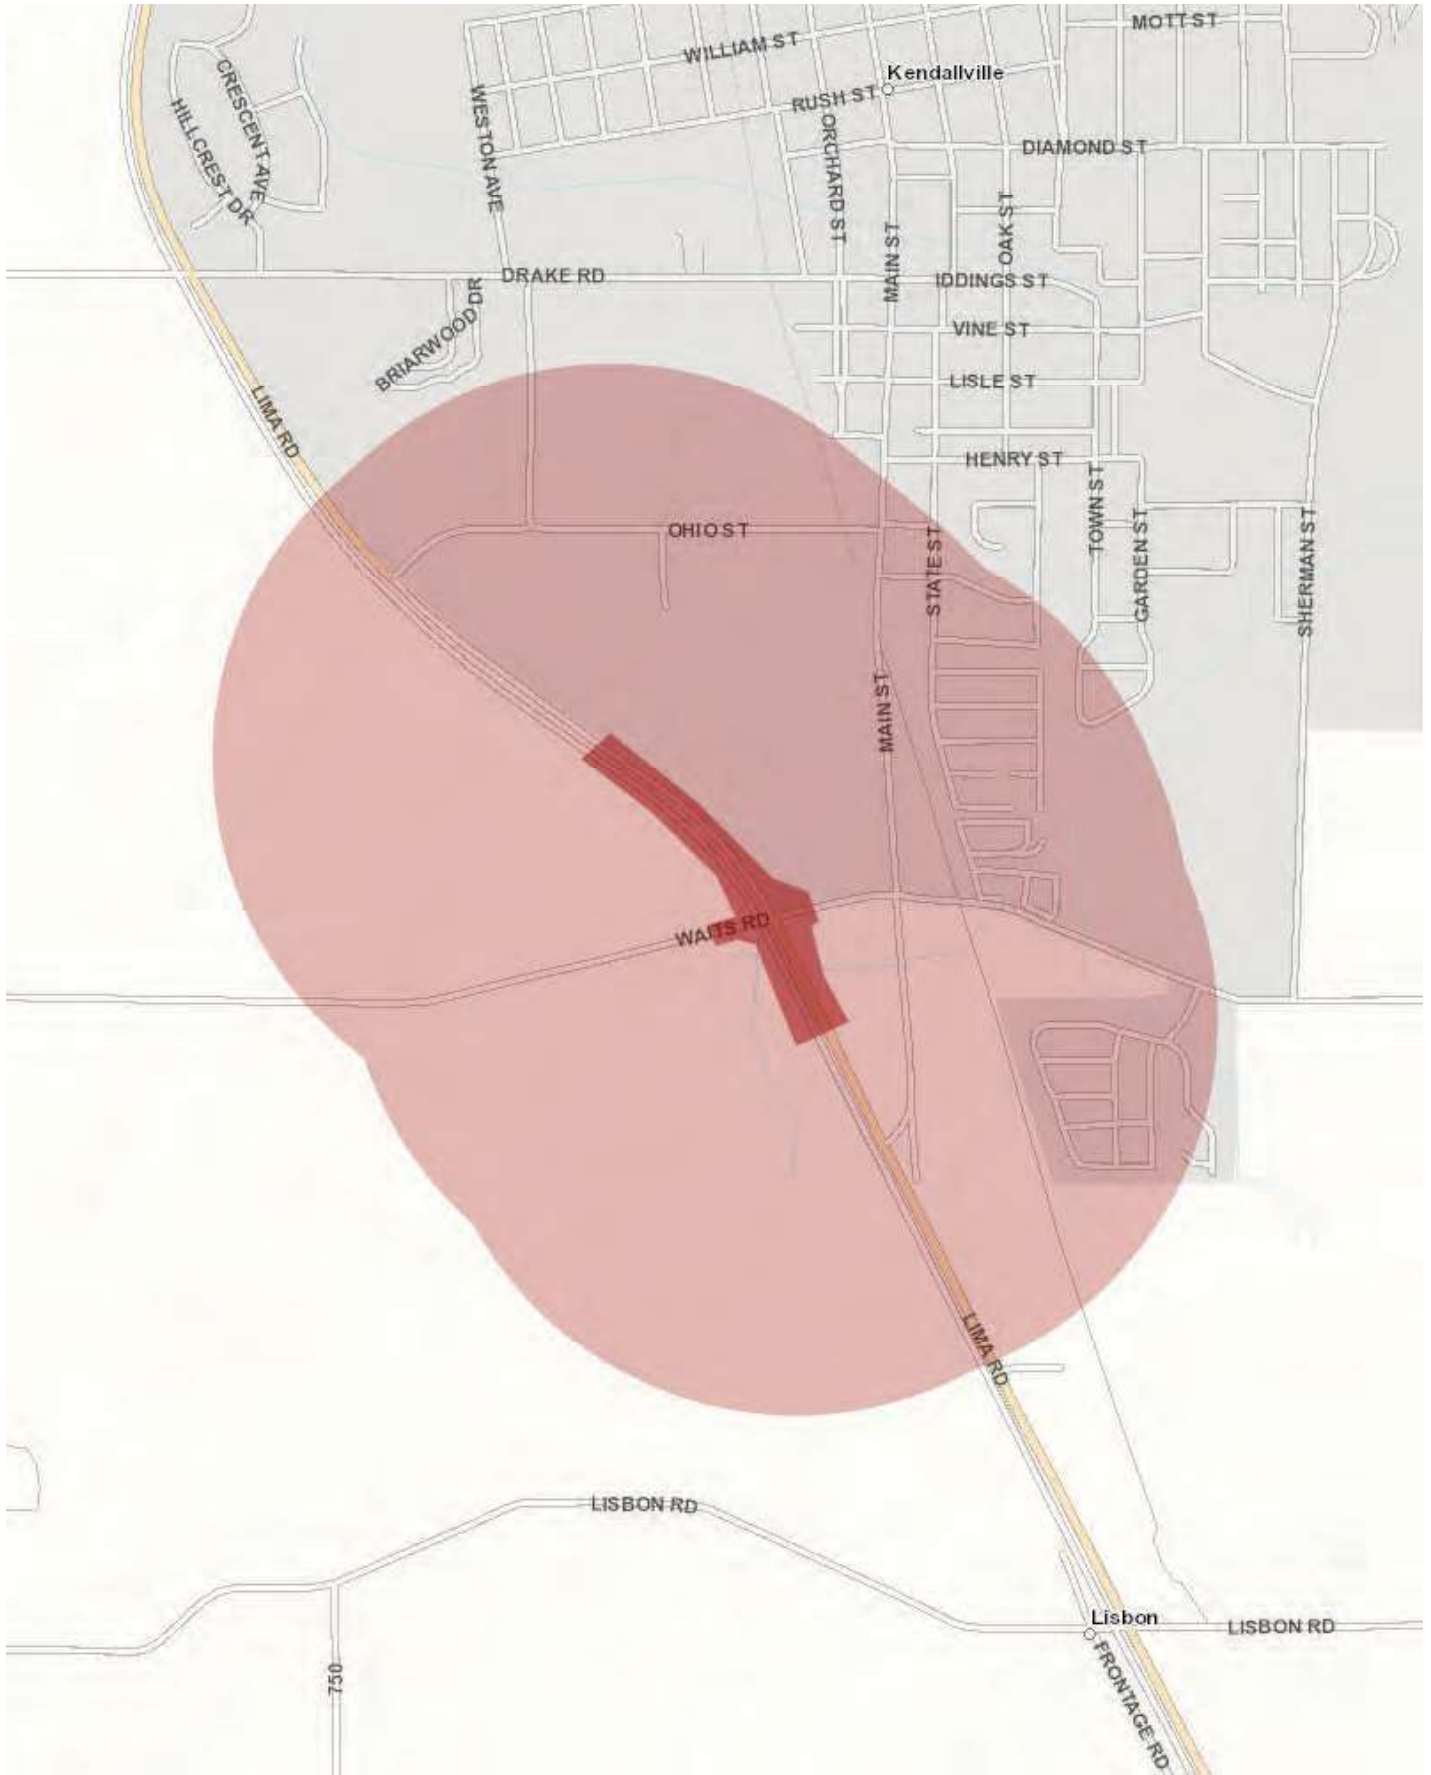 MOTT ST
WILLIAM ST
Kendallville
CRESCENT AVE
HILLCREST DR
WESTON AVE
RUSH ST
ORCHARD ST
DIAMOND ST
OAK ST
MAIN ST
DRAKE RD
IDDINGS ST
BRIARWOOD DR
VINE ST
LISLE ST
LIMA RD
HENRY ST
TOWN ST
OHIO ST
STATE ST
GARDEN ST
SHERMAN ST
MAIN ST
WAITS RD
LIMA RD
LISBON RD
Lisbon
LISBON RD
750
FRONTAGE RD